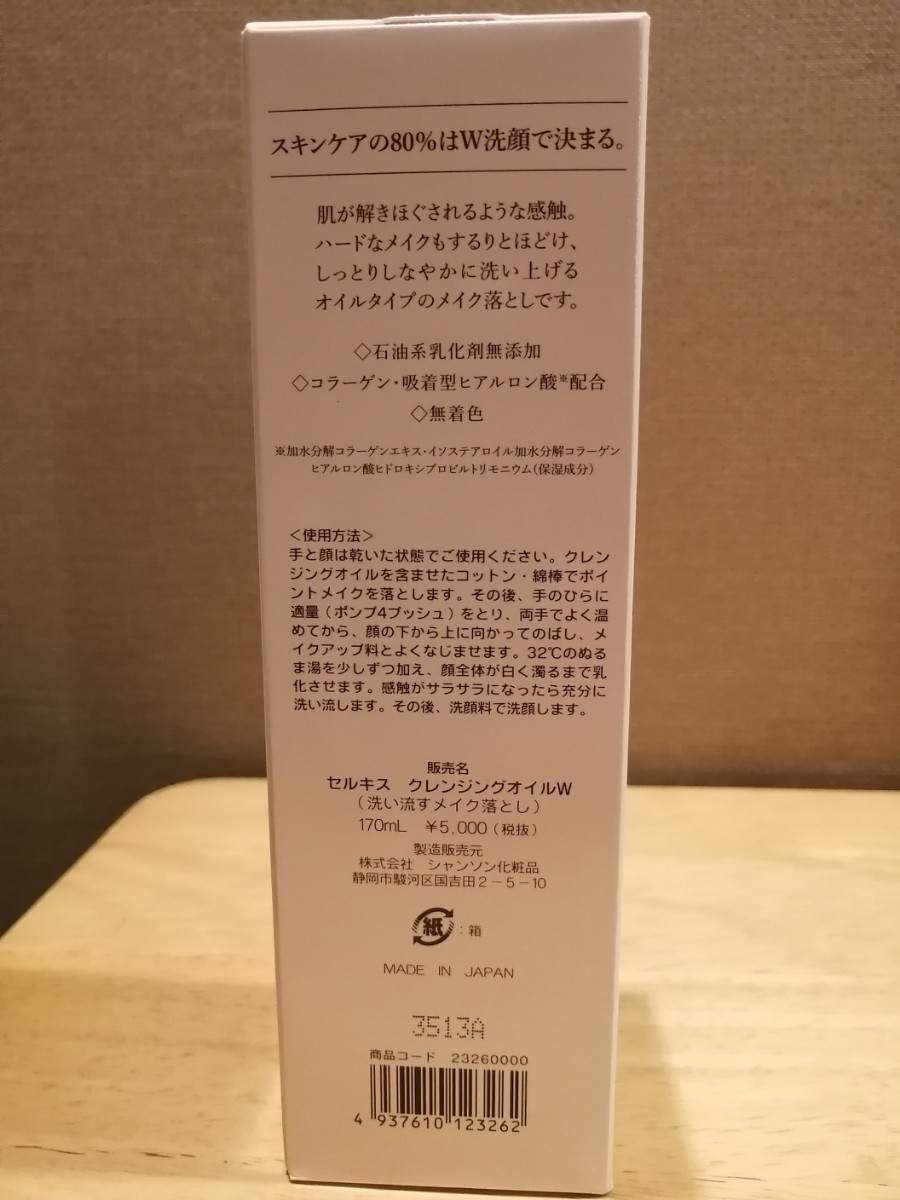 スキンケアの80%はW洗顔で決まる。
肌が解きほぐされるような感触。
ハードなメイクもするりとほどけ、
しっとりしなやかに洗い上げる
オイルタイプのメイク落としです。
◇石油系乳化剤無添加
◇コラーゲン・吸着型ヒアルロン酸※配合
◇無着色
※加水分解コラーゲンエキス・イソステアロイル加水分解コラーゲン
ヒアルロン酸ヒドロキシプロピルトリモニウム(保湿成分)
＜使用方法＞
手と顔は乾いた状態でご使用ください。クレン
ジングオイルを含ませたコットン・綿棒でポイ
ントメイクを落とします。その後、手のひらに
適量（ポンプ4プッシュ）をとり、両手でよく温
めてから、顔の下から上に向かってのばし、メ
イクアップ料とよくなじませます。32℃のぬる
ま湯を少しずつ加え、顔全体が白く濁るまで乳
化させます。感触がサラサラになったら充分に
洗い流します。その後、洗顔料で洗顔します。
販売名
セルキス　クレンジングオイルW
（洗い流すメイク落とし）
170mL　¥5,000（税抜）
製造販売元
株式会社　シャンソン化粧品
静岡市駿河区国吉田2－5－10
紙：箱
MADE IN JAPAN
3513A
商品コード　23260000
4 937610 123262